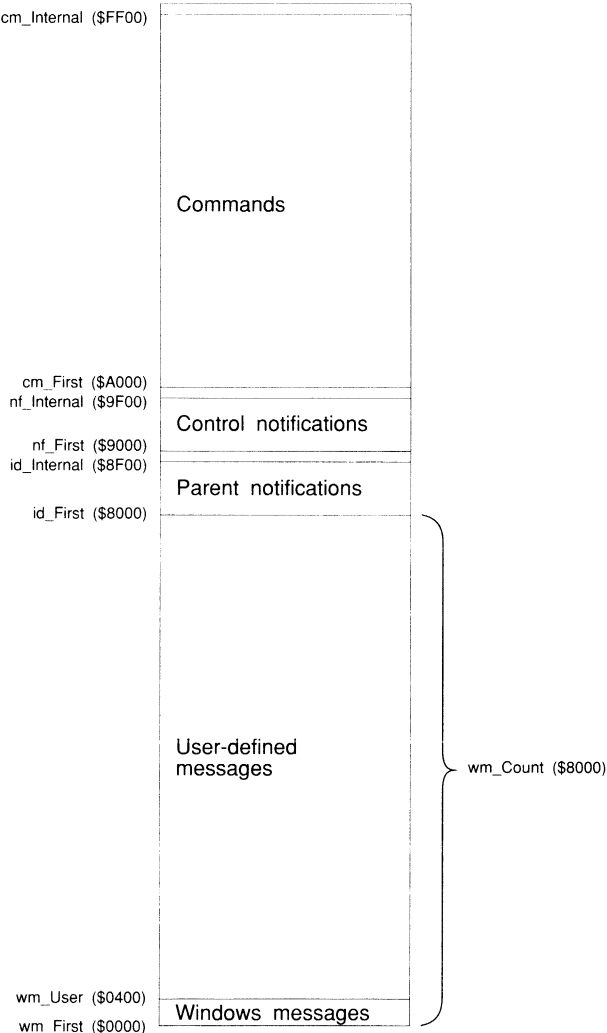 cm_Internal ($FF00)
Commands
cm_First ($A000)
nf_Internal ($9F00)
Control notifications
nf_First ($9000)
id_Internal ($8F00)
Parent notifications
id_First ($8000)
User-defined
messages
wm_Count ($8000)
wm_User ($0400)
Windows messages
wm_First ($0000)